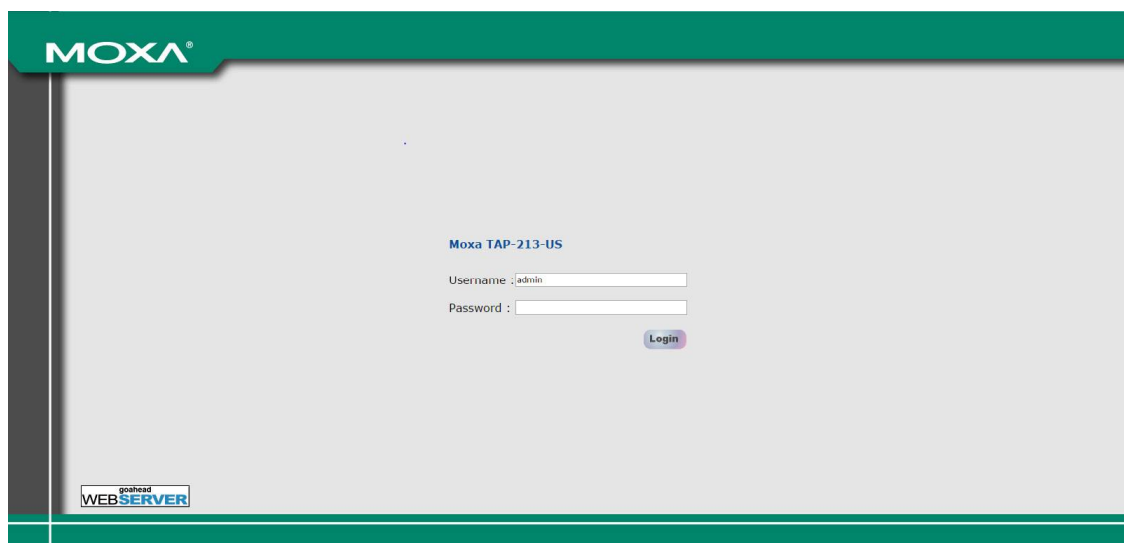 MOXA®
Moxa TAP-213-US
Username : admin
Password :
Login
goahead
WEBSERVER